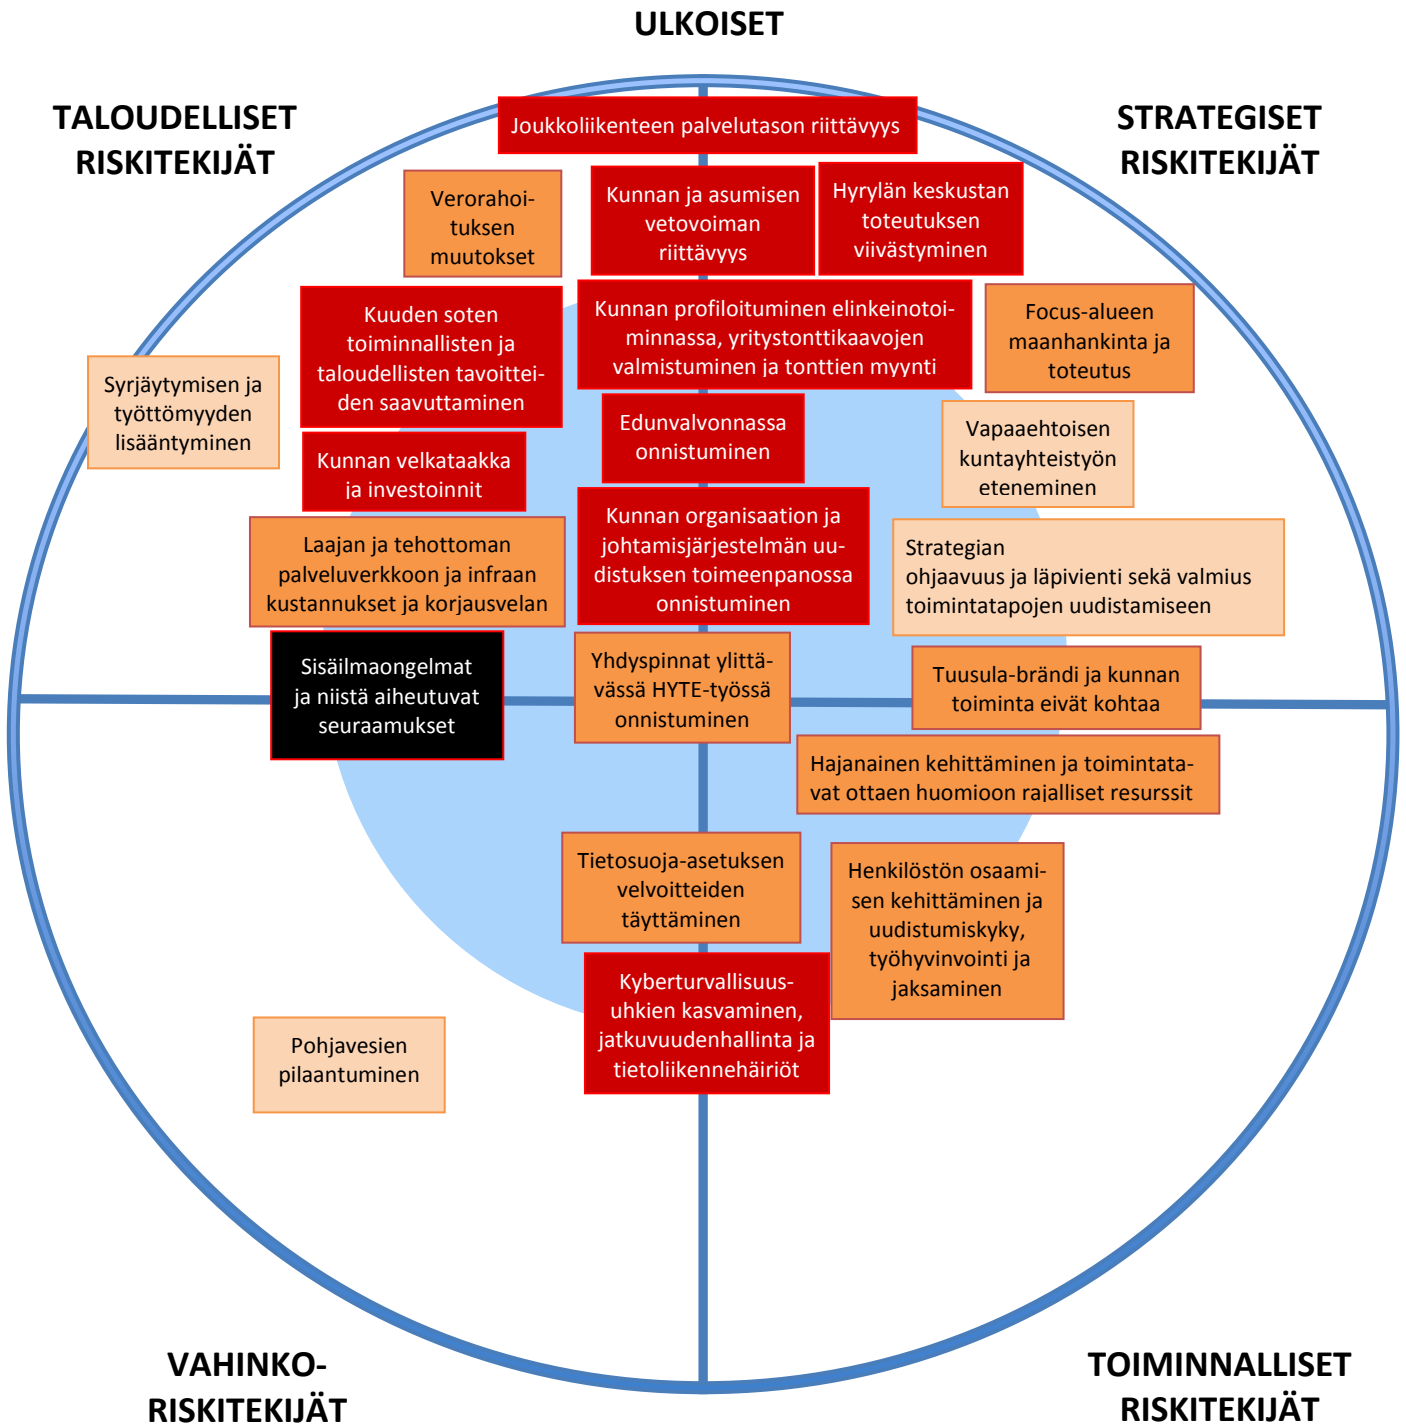 ULKOISET
TALOUDELLISET
RISKITEKIJÄT
STRATEGISET
RISKITEKIJÄT
Joukkoliikenteen palvelutason riittävyys
Verorahoi-
tuksen
muutokset
Kunnan ja asumisen
vetovoiman
riittävyys
Hyrylän keskustan
toteutuksen
viivästyminen
Kuuden soten
toiminnallisten ja
taloudellisten tavoittei-
den saavuttaminen
Kunnan profiloituminen elinkeinotoi-
minnassa, yritystonttikaavojen
valmistuminen ja tonttien myynti
Focus-alueen
maanhankinta ja
toteutus
Syrjäytymisen ja
työttömyyden
lisääntyminen
Edunvalvonnassa
onnistuminen
Vapaaehtoisen
kuntayhteistyön
eteneminen
Kunnan velkataakka
ja investoinnit
Kunnan organisaation ja
johtamisjärjestelmän uu-
distuksen toimeenpanossa
onnistuminen
Laajan ja tehottoman
palveluverkkoon ja infraan
kustannukset ja korjausvelan
Strategian
ohjaavuus ja läpivienti sekä valmius
toimintatapojen uudistamiseen
Sisäilmaongelmat
ja niistä aiheutuvat
seuraamukset
Yhdyspinnat ylittä-
vässä HYTE-työssä
onnistuminen
Tuusula-brändi ja kunnan
toiminta eivät kohtaa
Hajanainen kehittäminen ja toimintata-
vat ottaen huomioon rajalliset resurssit
Tietosuoja-asetuksen
velvoitteiden
täyttäminen
Henkilöstön osaami-
sen kehittäminen ja
uudistumiskyky,
työhyvinvointi ja
jaksaminen
Kyberturvallisuus-
uhkien kasvaminen,
jatkuvuudenhallinta ja
tietoliikennehäiriöt
Pohjavesien
pilaantuminen
VAHINKO-
RISKITEKIJÄT
TOIMINNALLISET
RISKITEKIJÄT